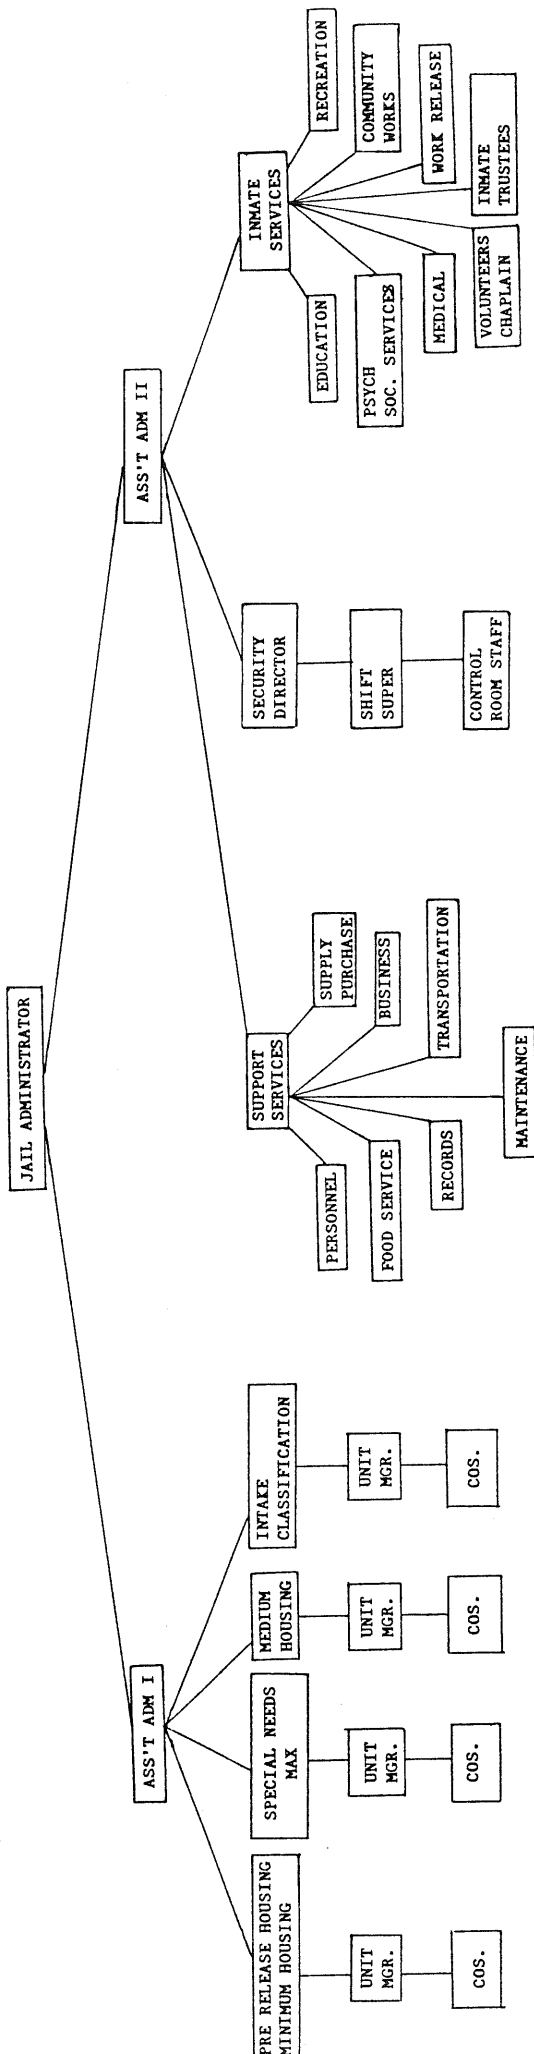 JAIL ADMINISTRATOR
ASS'T ADM I
ASS'T ADM II
PRE RELEASE HOUSING
MINIMUM HOUSING
SPECIAL NEEDS
MAX
MEDIUM
HOUSING
INTAKE
CLASSIFICATION
UNIT
MGR.
UNIT
MGR.
UNIT
MGR.
UNIT
MGR.
COS.
COS.
COS.
COS.
SUPPORT
SERVICES
PERSONNEL
SUPPLY
PURCHASE
FOOD SERVICE
BUSINESS
RECORDS
TRANSPORTATION
MAINTENANCE
SECURITY
DIRECTOR
SHIFT
SUPER
CONTROL
ROOM STAFF
INMATE
SERVICES
EDUCATION
RECREATION
PSYCH
SOC. SERVICES
COMMUNITY
WORKS
MEDICAL
WORK RELEASE
VOLUNTEERS
CHAPLAIN
INMATE
TRUSTEES